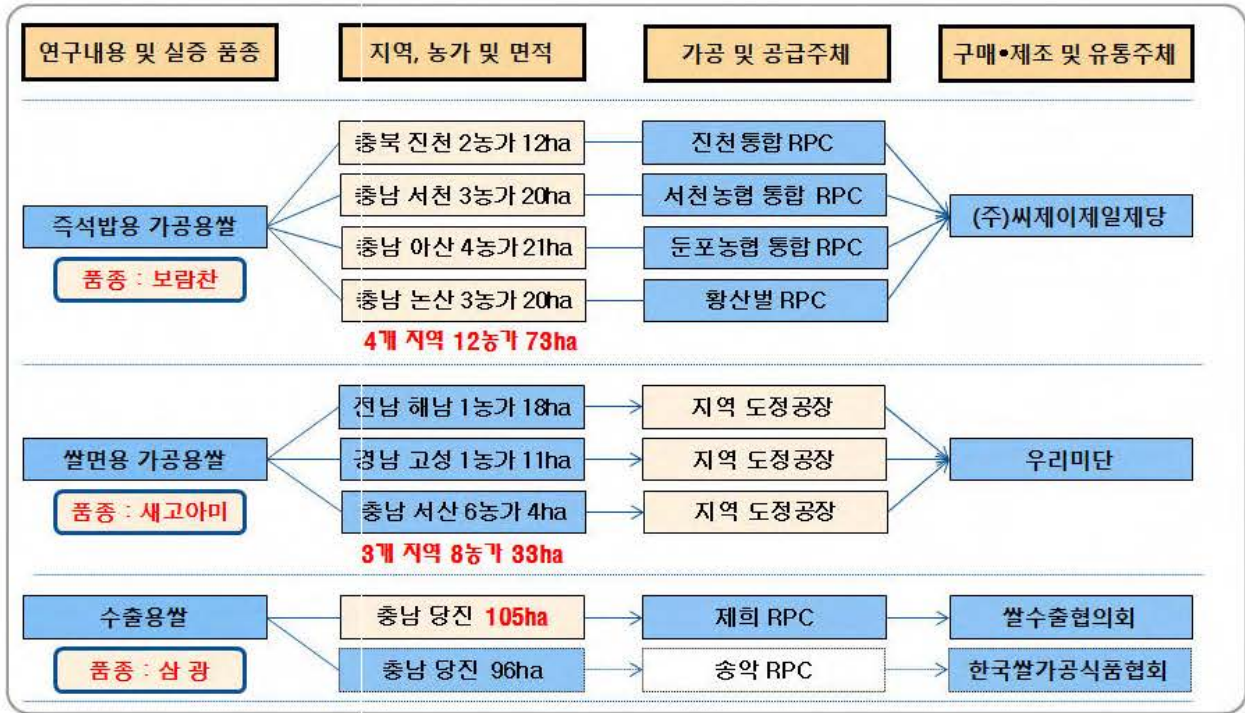 연구내용 및 실증 품종
지역, 농가 및 면적
가공 및 공급주체
구매•제조 및 유통주체
충북 진천 2농가 12ha
진천통합 RPC
충남 서천 3농가 20ha
서천농협 통합 RPC
즉석밥용 가공용쌀
(주)씨제이제일제당
충남 아산 4농가 21ha
둔포농협 통합 RPC
품종 : 보람찬
충남 논산 3농가 20ha
황산벌 RPC
4개 지역 12농가 73ha
전남 해남 1농가 18ha
지역 도정공장
쌀면용 가공용쌀
경남 고성 1농가 11ha
지역 도정공장
우리미단
품종 : 새고아미
충남 서산 6농가 4ha
지역 도정공장
3개 지역 8농가 33ha
수출용쌀
충남 당진 105ha
제희 RPC
쌀수출협의회
품종 : 삼 광
충남 당진 96ha
송악 RPC
한국쌀가공식품협회